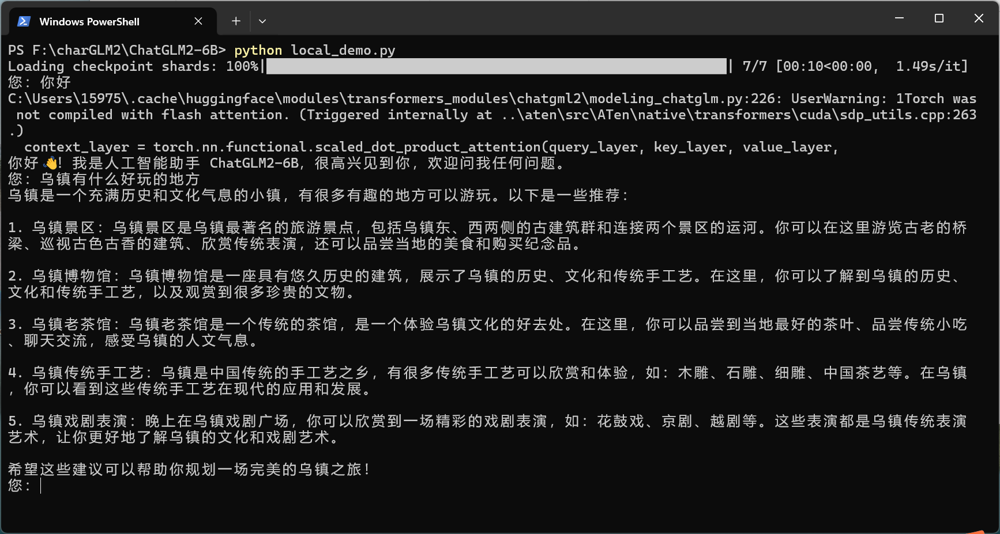 Windows PowerShell
PS F:\charGLM2\ChatGLM2-6B> python local_demo.py
Loading checkpoint shards: 100%| | 7/7 [00:10<00:00, 1.49s/it]
您：你好
C:\Users\15975\.cache\huggingface\modules\transformers_modules\chatgml2\modeling_chatglm.py:226: UserWarning: 1Torch was
not compiled with flash attention. (Triggered internally at ..\aten\src\ATen\native\transformers\cuda\sdp_utils.cpp:263
.)
context_layer = torch.nn.functional.scaled_dot_product_attention(query_layer, key_layer, value_layer,
你好👋！我是人工智能助手 ChatGLM2-6B，很高兴见到你，欢迎问我任何问题。
您：乌镇有什么好玩的地方
乌镇是一个充满历史和文化气息的小镇，有很多有趣的地方可以游玩。以下是一些推荐：
1. 乌镇景区：乌镇景区是乌镇最著名的旅游景点，包括乌镇东、西两侧的古建筑群和连接两个景区的运河。你可以在这里游览古老的桥
梁、巡视古色古香的建筑、欣赏传统表演，还可以品尝当地的美食和购买纪念品。
2. 乌镇博物馆：乌镇博物馆是一座具有悠久历史的建筑，展示了乌镇的历史、文化和传统手工艺。在这里，你可以了解到乌镇的历史、
文化和传统手工艺，以及观赏到很多珍贵的文物。
3. 乌镇老茶馆：乌镇老茶馆是一个传统的茶馆，是一个体验乌镇文化的好去处。在这里，你可以品尝到当地最好的茶叶、品尝传统小吃
、聊天交流，感受乌镇的人文气息。
4. 乌镇传统手工艺：乌镇是中国传统的手工艺之乡，有很多传统手工艺可以欣赏和体验，如：木雕、石雕、细雕、中国茶艺等。在乌镇
，你可以看到这些传统手工艺在现代的应用和发展。
5. 乌镇戏剧表演：晚上在乌镇戏剧广场，你可以欣赏到一场精彩的戏剧表演，如：花鼓戏、京剧、越剧等。这些表演都是乌镇传统表演
艺术，让你更好地了解乌镇的文化和戏剧艺术。
希望这些建议可以帮助你规划一场完美的乌镇之旅！
您：